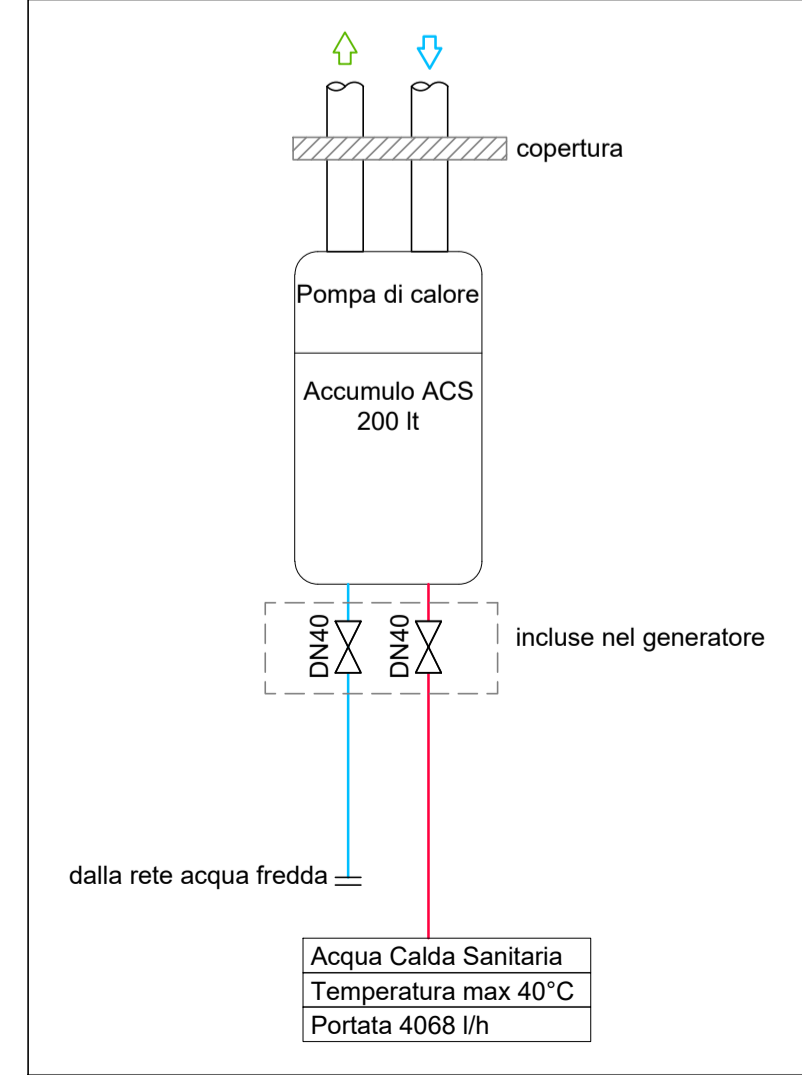 copertura
Pompa di calore
Accumulo ACS
200 lt
DN40
DN40
incluse nel generatore
dalla rete acqua fredda
Acqua Calda Sanitaria
Temperatura max 40°C
Portata 4068 l/h